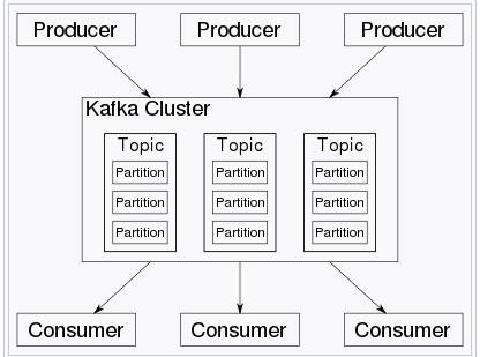 Producer Producer Producer
Kafka Cluster
Topic Topic Topic
Partition Partition Partition
Partition Partition Partition
Partition Partition Partition
Consumer Consumer Consumer